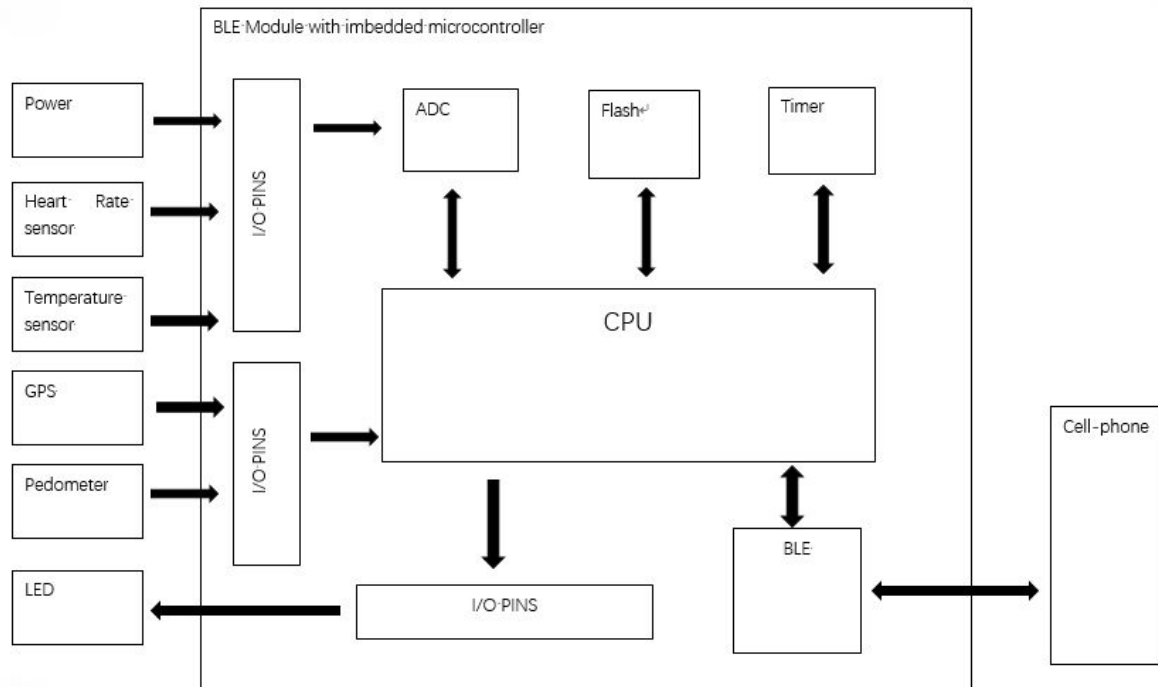 BLE Module with imbedded microcontroller
Power
Heart Rate
sensor
Temperature
sensor
GPS
Pedometer
LED
I/O PINS
I/O PINS
ADC
Flash
Timer
CPU
I/O PINS
BLE
Cell-phone